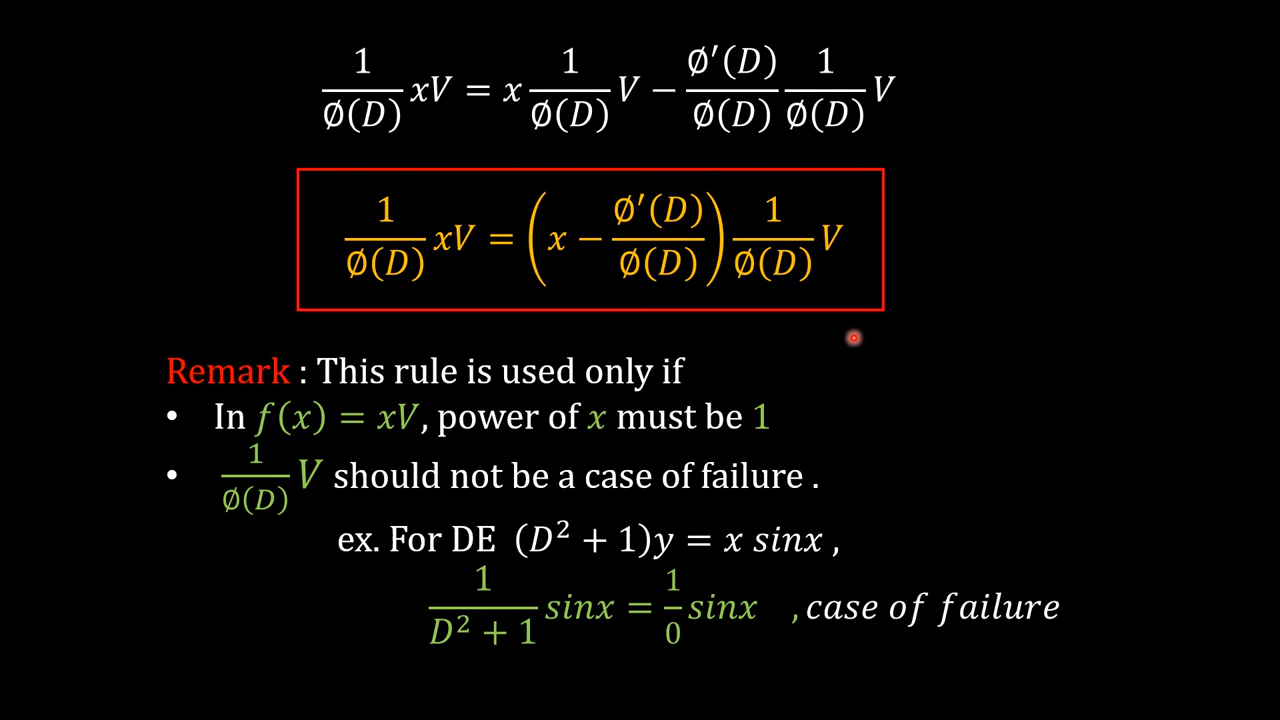 1/∅(D) xV = x 1/∅(D) V − ∅′(D)/∅(D) 1/∅(D) V
1/∅(D) xV = (x − ∅′(D)/∅(D)) 1/∅(D) V
Remark : This rule is used only if
• In f(x) = xV, power of x must be 1
• 1/∅(D) V should not be a case of failure .
ex. For DE (D² + 1)y = x sinx ,
1/(D² + 1) sinx = 1/0 sinx , case of failure